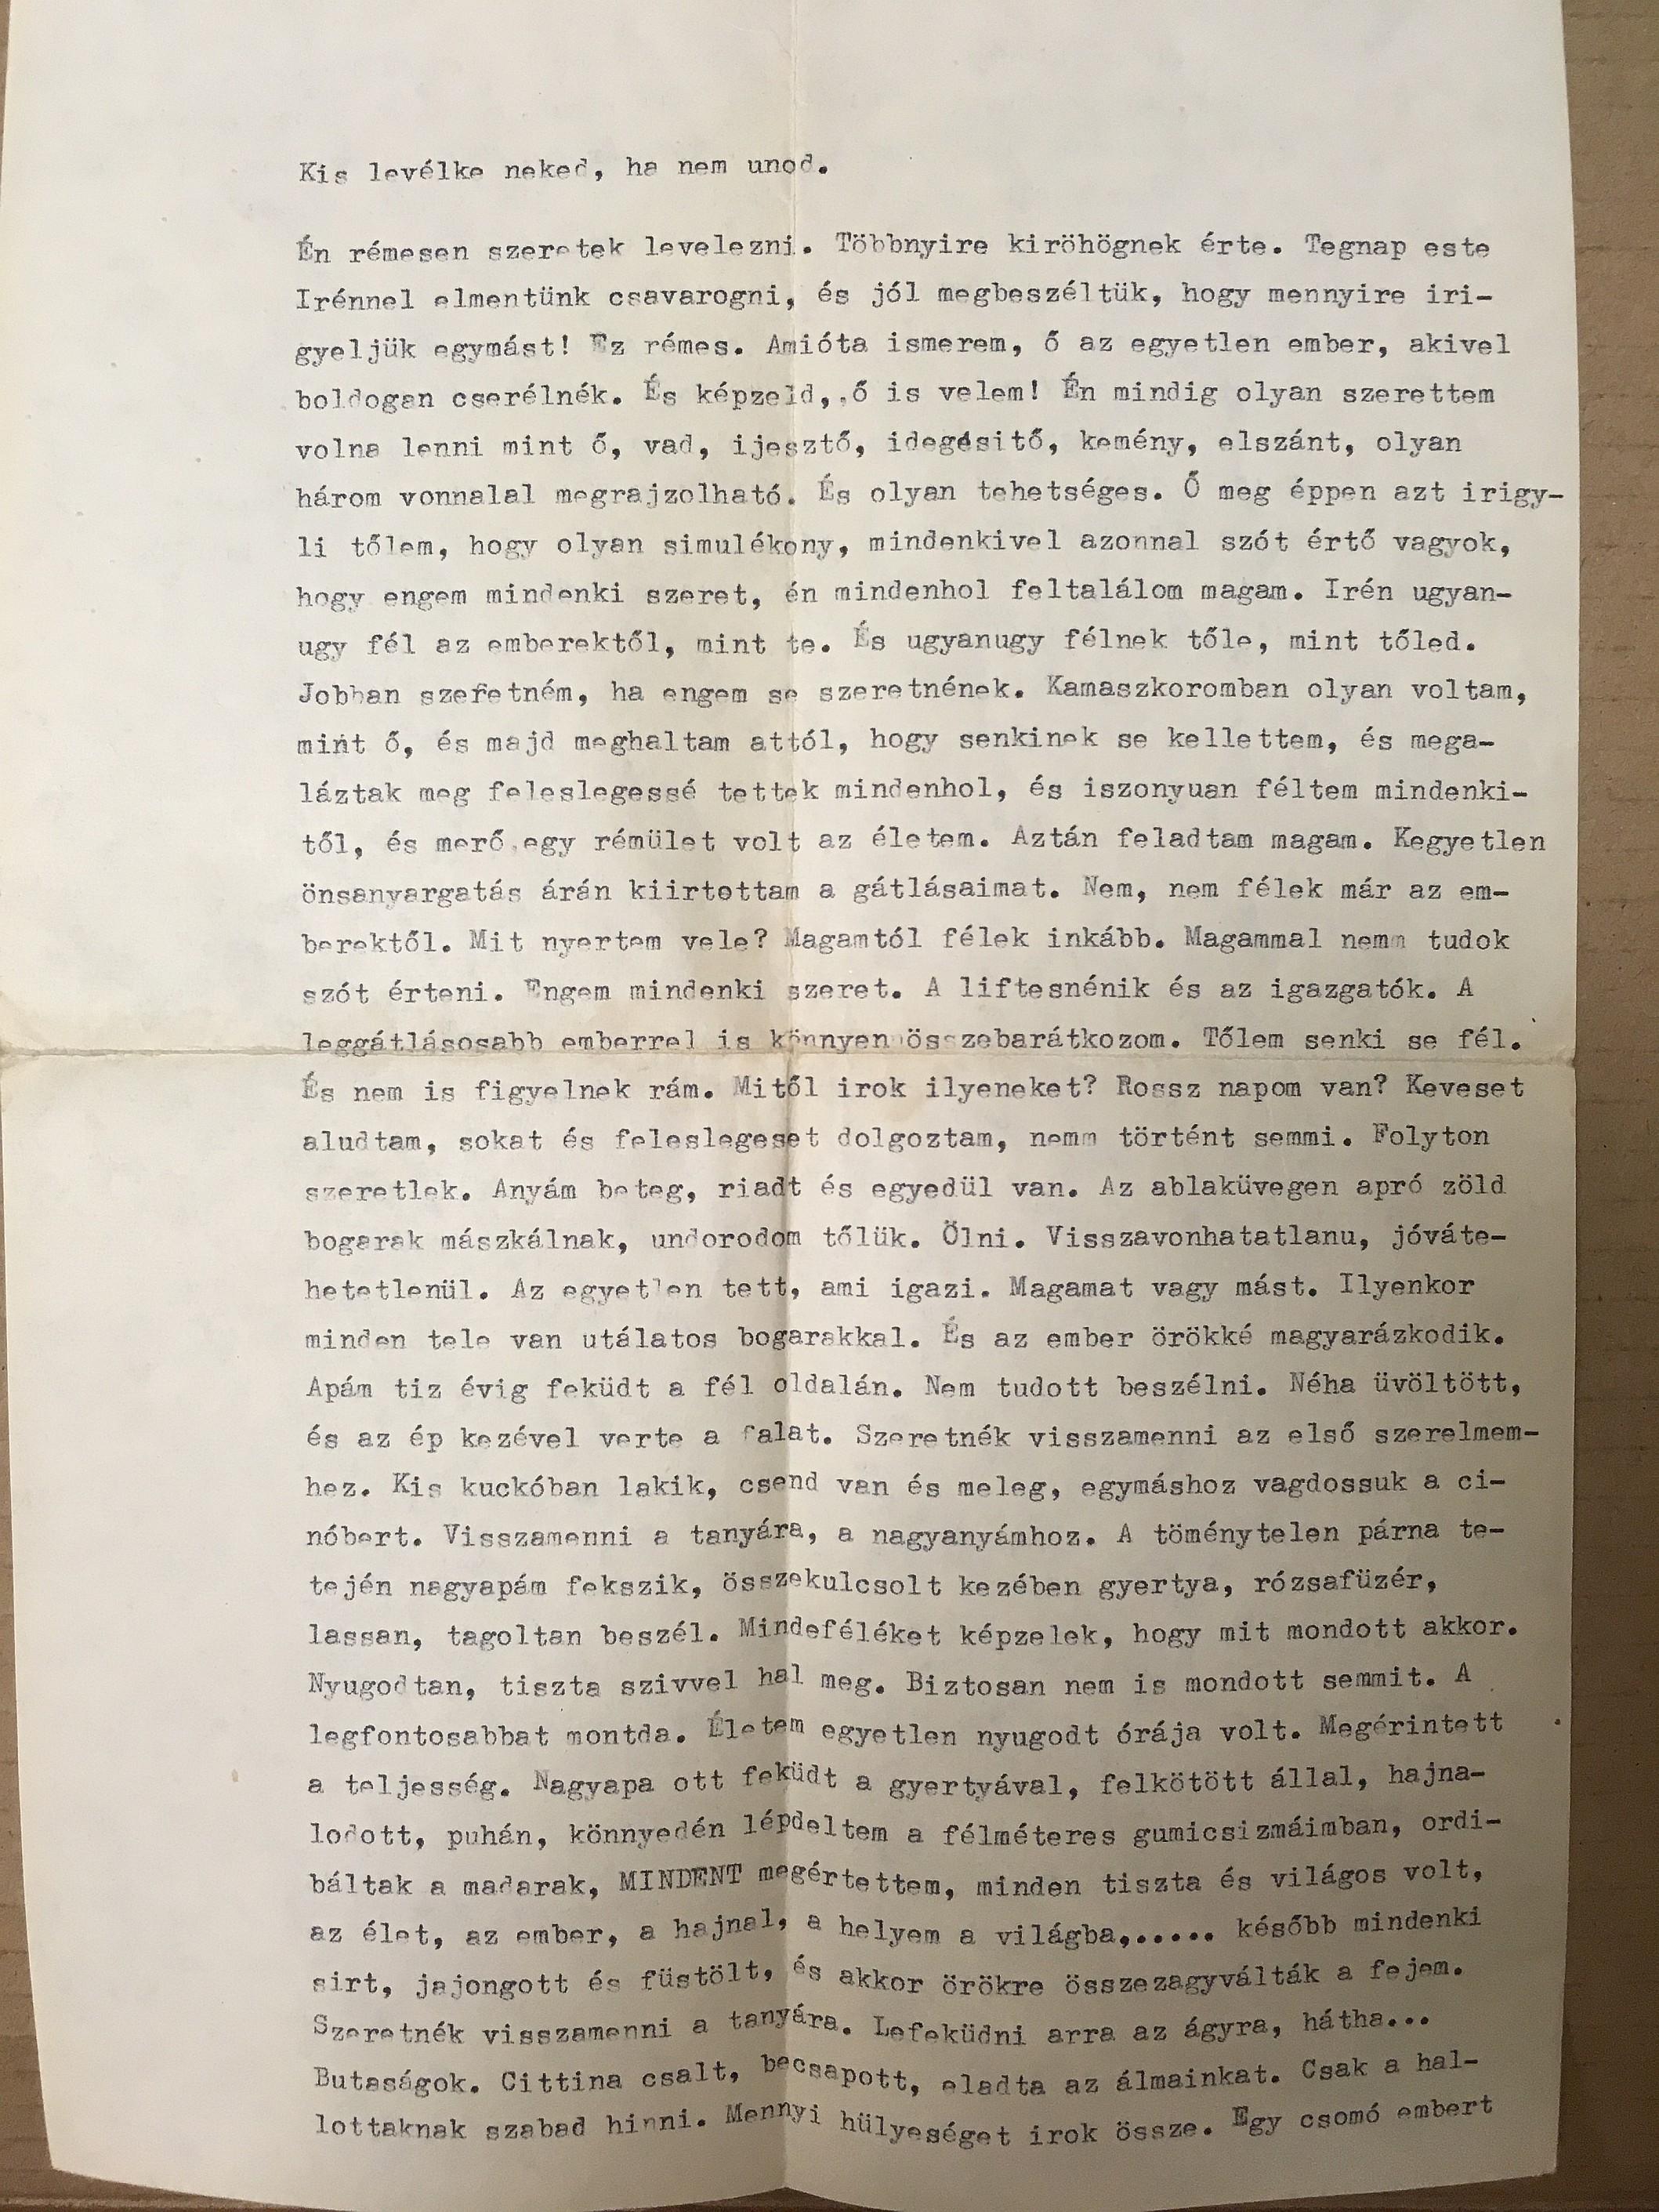 Kis levélke neked, ha nem unod.
Én rémesen szeretek levelezni. Többnyire kiröhögnek érte. Tegnap este
Irénnel elmentünk csavarogni, és jól megbeszéltük, hogy mennyire iri-
gyeljük egymást! Ez rémes. Amióta ismerem, ő az egyetlen ember, akivel
boldogan cserélnék. És képzeld,.ő is velem! Én mindig olyan szerettem
volna lenni mint ő, vad, ijesztő, idegésitő, kemény, elszánt, olyan
három vonnalal megrajzolható. És olyan tehetséges. Ő meg éppen azt irigy-
li tőlem, hogy olyan simulékony, mindenkivel azonnal szót értő vagyok,
hogy engem mindenki szeret, én mindenhol feltalálom magam. Irén ugyan-
ugy fél az emberektől, mint te. És ugyanugy félnek tőle, mint tőled.
Jobban szeretném, ha engem se szeretnének. Kamaszkoromban olyan voltam,
mint ő, és majd meghaltam attól, hogy senkinek se kellettem, és mega-
láztak meg feleslegessé tettek mindenhol, és iszonyuan féltem mindenki-
től, és merő egy rémület volt az életem. Aztán feladtam magam. Kegyetlen
önsanyargatás árán kiirtottam a gátlásaimat. Nem, nem félek már az em-
berektől. Mit nyertem vele? Magamtól félek inkább. Magammal nemm tudok
szót érteni. Engem mindenki szeret. A liftesnénik és az igazgatók. A
leggátlásosabb emberrel is könnyen összebarátkozom. Tőlem senki se fél.
És nem is figyelnek rám. Mitől irok ilyeneket? Rossz napom van? Keveset
aludtam, sokat és feleslegeset dolgoztam, nemm történt semmi. Folyton
szeretlek. Anyám beteg, riadt és egyedül van. Az ablaküvegen apró zöld
bogarak mászkálnak, undorodom tőlük. Ölni. Visszavonhatatlanu, jóváte-
hetetlenül. Az egyetlen tett, ami igazi. Magamat vagy mást. Ilyenkor
minden tele van utálatos bogarakkal. És az ember örökké magyarázkodik.
Apám tiz évig feküdt a fél oldalán. Nem tudott beszélni. Néha üvöltött,
és az ép kezével verte a falat. Szeretnék visszamenni az első szerelmem-
hez. Kis kuckóban lakik, csend van és meleg, egymáshoz vagdossuk a ci-
nóbert. Visszamenni a tanyára, a nagyanyámhoz. A töménytelen párna te-
tején nagyapám fekszik, összekulcsolt kezében gyertya, rózsafüzér,
lassan, tagoltan beszél. Mindeféléket képzelek, hogy mit mondott akkor.
Nyugodtan, tiszta szivvel hal meg. Biztosan nem is mondott semmit. A
legfontosabbat montda. Életem egyetlen nyugodt órája volt. Megérintett
a teljesség. Nagyapa ott feküdt a gyertyával, felkötött állal, hajna-
lodott, puhán, könnyedén lépdeltem a félméteres gumicsizmáimban, ordi-
báltak a madarak, MINDENT megértettem, minden tiszta és világos volt,
az élet, az ember, a hajnal, a helyem a világba,..... később mindenki
sirt, jajongott és füstölt, és akkor örökre összezagyválták a fejem.
Szeretnék visszamenni a tanyára. Lefeküdni arra az ágyra, hátha...
Butaságok. Cittina csalt, becsapott, eladta az álmainkat. Csak a hal-
lottaknak szabad hinni. Mennyi hülyeséget irok össze. Egy csomó embert